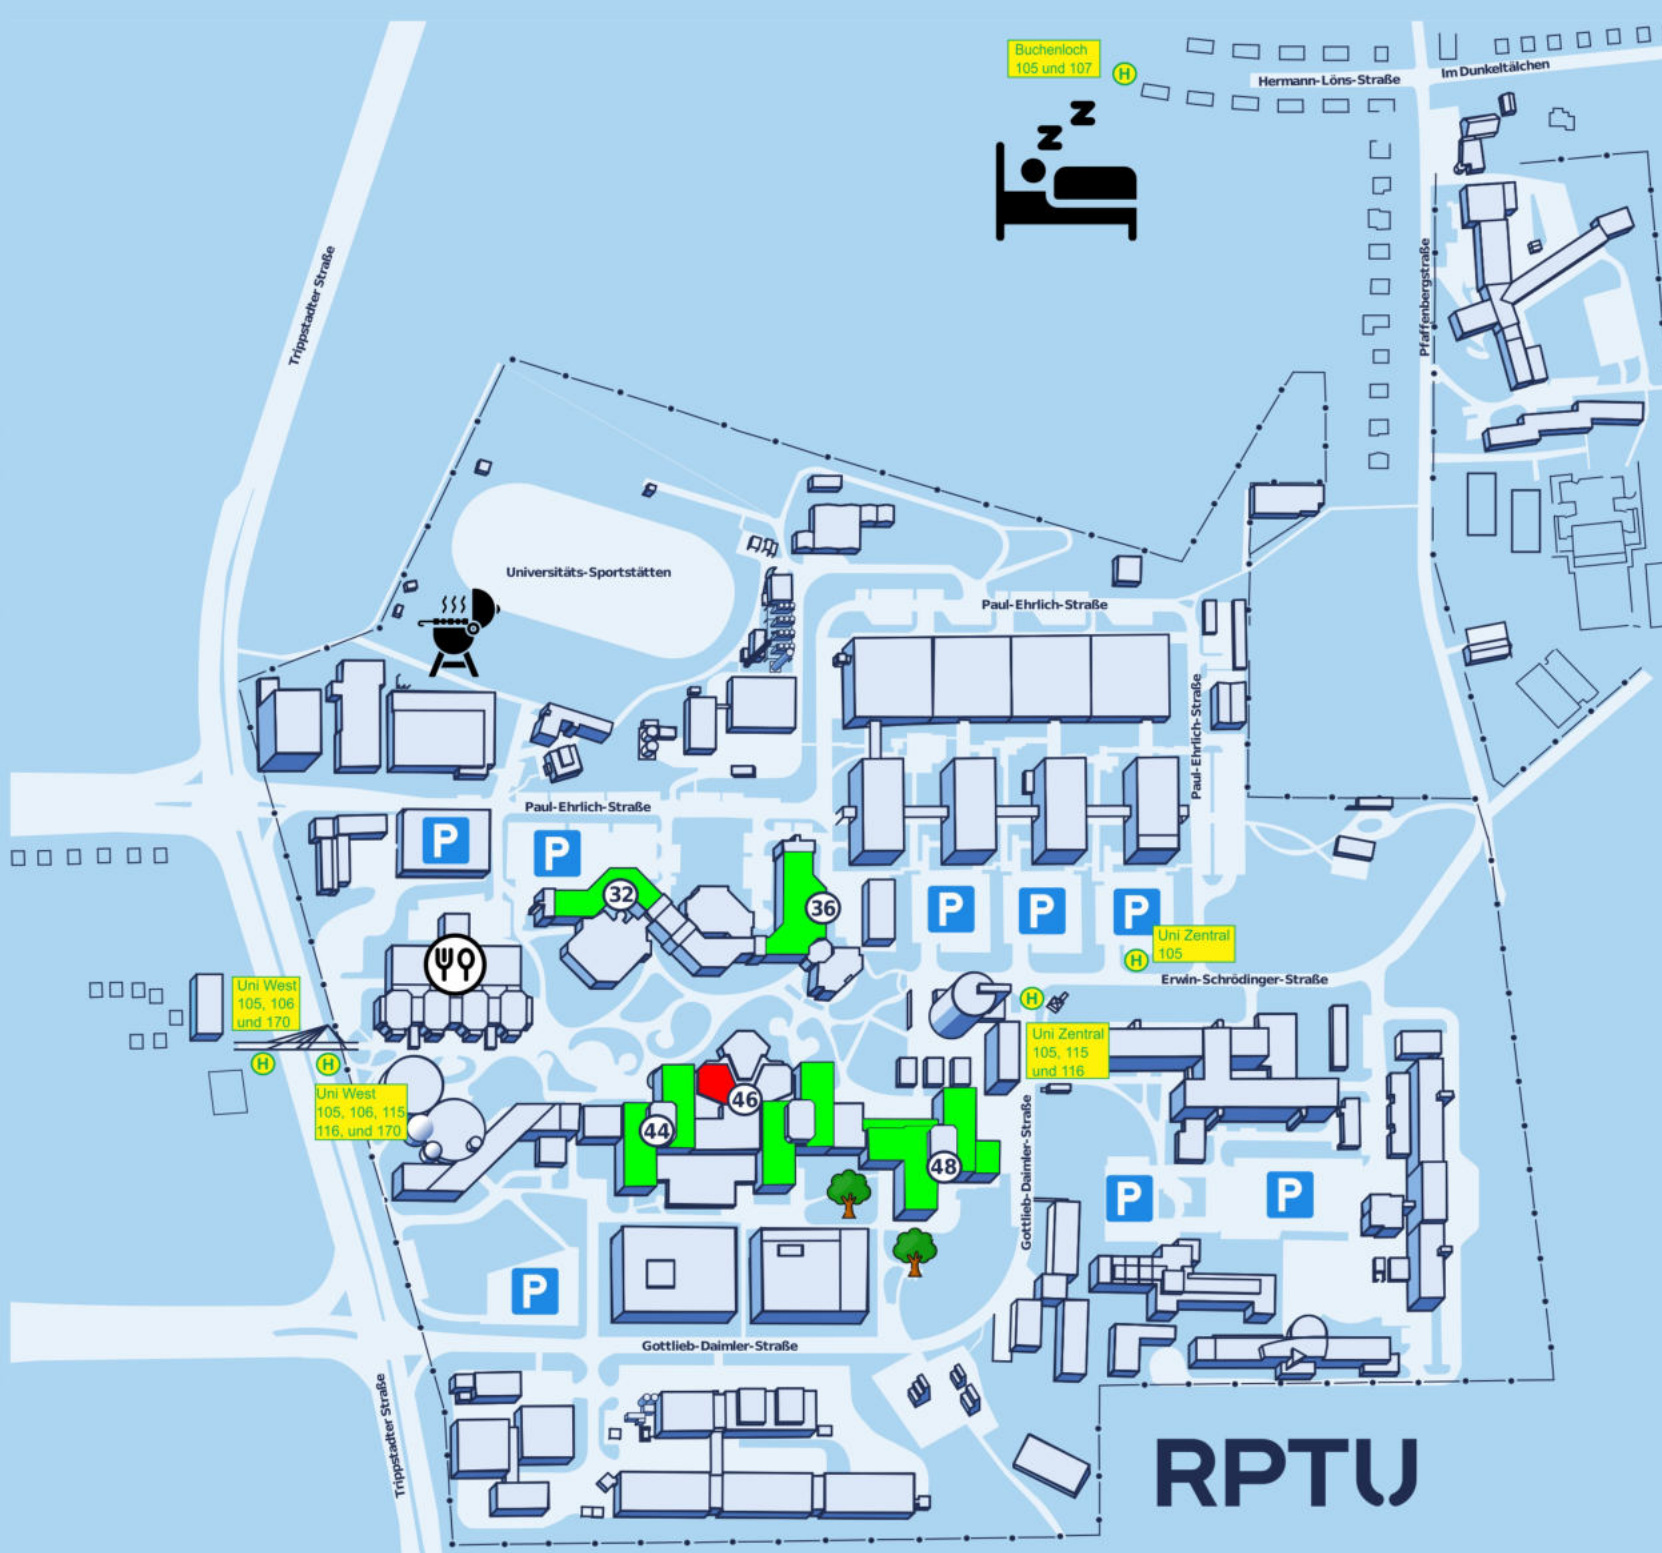 Buchenloch
105 und 107
H
Hermann-Löns-Straße
Im Dunkeltälchen
z
z
Trippstadter Straße
Pfaffenbergstraße
Universitäts-Sportstätten
Paul-Ehrlich-Straße
Paul-Ehrlich-Straße
Paul-Ehrlich-Straße
P
P
32
36
P
P
P
Uni Zentral
105
H
Erwin-Schrödinger-Straße
Uni West
105, 106
und 170
H
H
H
Uni Zentral
105, 115
und 116
Uni West
105, 106, 115
116, und 170
46
44
48
Gottlieb-Daimler-Straße
P
P
P
Gottlieb-Daimler-Straße
Trippstadter Straße
RPTU